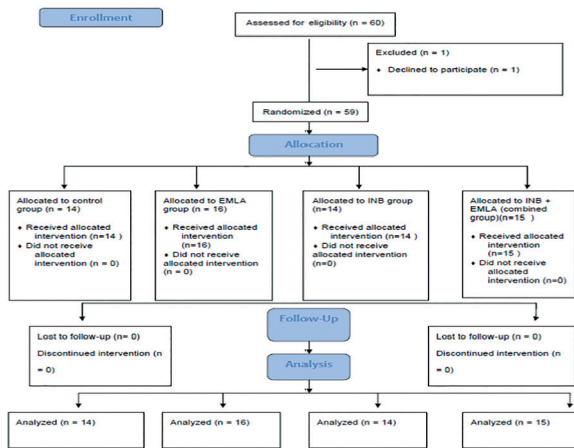 Enrollment
Assessed for eligibility (n = 60)
Excluded (n = 1)
♦ Declined to participate (n = 1)
Randomized (n = 59)
Allocation
Allocated to control
group (n = 14)
♦ Received allocated
intervention (n=14 )
♦ Did not receive
allocated
intervention (n = 0)
Allocated to EMLA
group (n = 16)
♦ Received allocated
intervention
(n=16)
♦ Did not receive
allocated intervention
(n = 0)
Allocated to INB group
(n=14)
♦ Received allocated
intervention (n=14 )
♦ Did not receive
allocated intervention
(n=0)
Allocated to INB +
EMLA (combined
group)(n=15 )
♦ Received allocated
intervention
(n=15 )
♦ Did not receive
allocated
intervention (n=0)
Follow-Up
Lost to follow-up (n= 0)
Discontinued intervention (n
= 0)
Lost to follow-up (n = 0)
Discontinued intervention (n
= 0)
Analysis
Analyzed (n = 14)
Analyzed (n = 16)
Analyzed (n = 14)
Analyzed (n = 15)